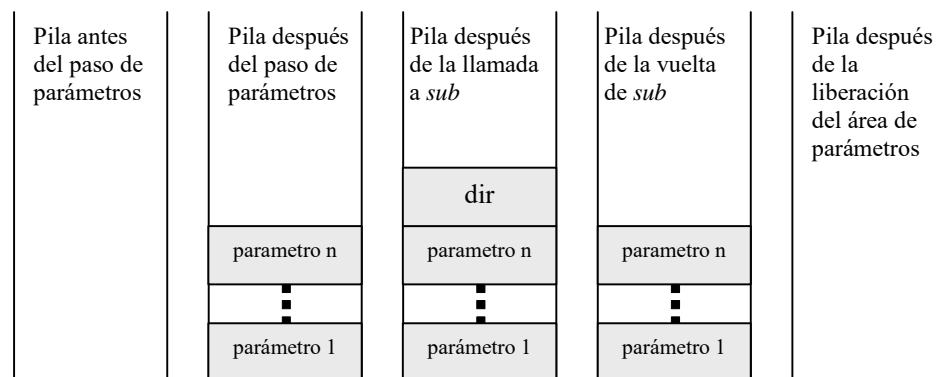 Pila antes
del paso de
parámetros
Pila después
del paso de
parámetros
Pila después
de la llamada
a sub
Pila después
de la vuelta
de sub
Pila después
de la
liberación
del área de
parámetros
dir
parametro n
parametro n
parametro n
parámetro 1
parámetro 1
parámetro 1